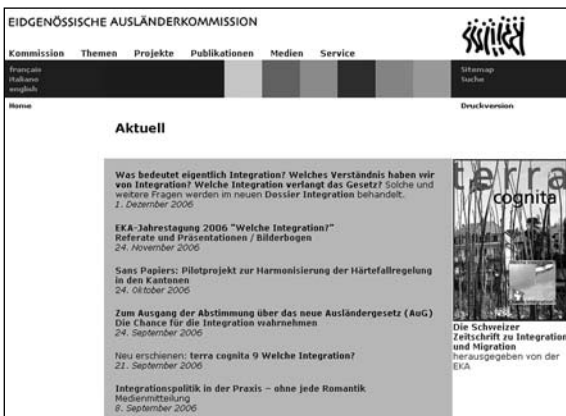 EIDGENÖSSISCHE AUSLÄNDERKOMMISSION
Kommission Themen Projekte Publikationen Medien Service
français
italiano
english
Sitemap
Suche
Home
Druckversion
Aktuell
Was bedeutet eigentlich Integration? Welches Verständnis haben wir
von Integration? Welche Integration verlangt das Gesetz? Solche und
weitere Fragen werden im neuen Dossier Integration behandelt.
1. Dezember 2006
EKA-Jahrestagung 2006 "Welche Integration?"
Referate und Präsentationen / Bilderbogen
24. November 2006
Sans Papiers: Pilotprojekt zur Harmonisierung der Härtefallregelung
in den Kantonen
24. Oktober 2006
Zum Ausgang der Abstimmung über das neue Ausländergesetz (AuG)
Die Chance für die Integration wahrnehmen
24. September 2006
Neu erschienen: terra cognita 9 Welche Integration?
21. September 2006
Integrationspolitik in der Praxis – ohne jede Romantik
Medienmitteilung
8. September 2006
terra
cognita
Die Schweizer
Zeitschrift zu Integration
und Migration
herausgegeben von der
EKA